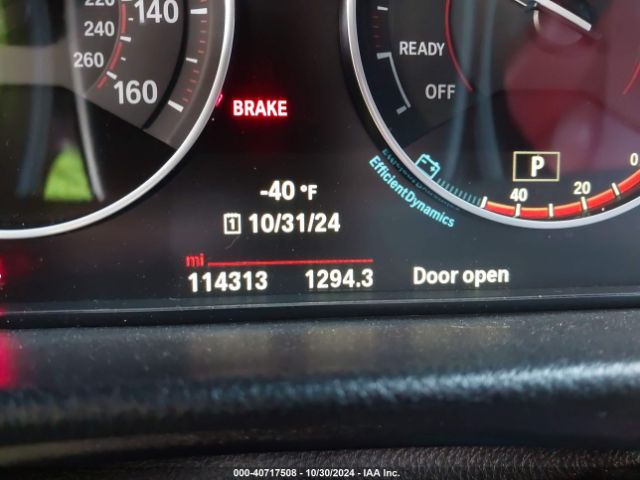 220
240
260
140
160
READY
OFF
BRAKE
P
40
20
0
EfficientDynamics
-40 °F
1 10/31/24
mi
114313 1294.3 Door open
000-40717508 - 10/30/2024 - IAA Inc.